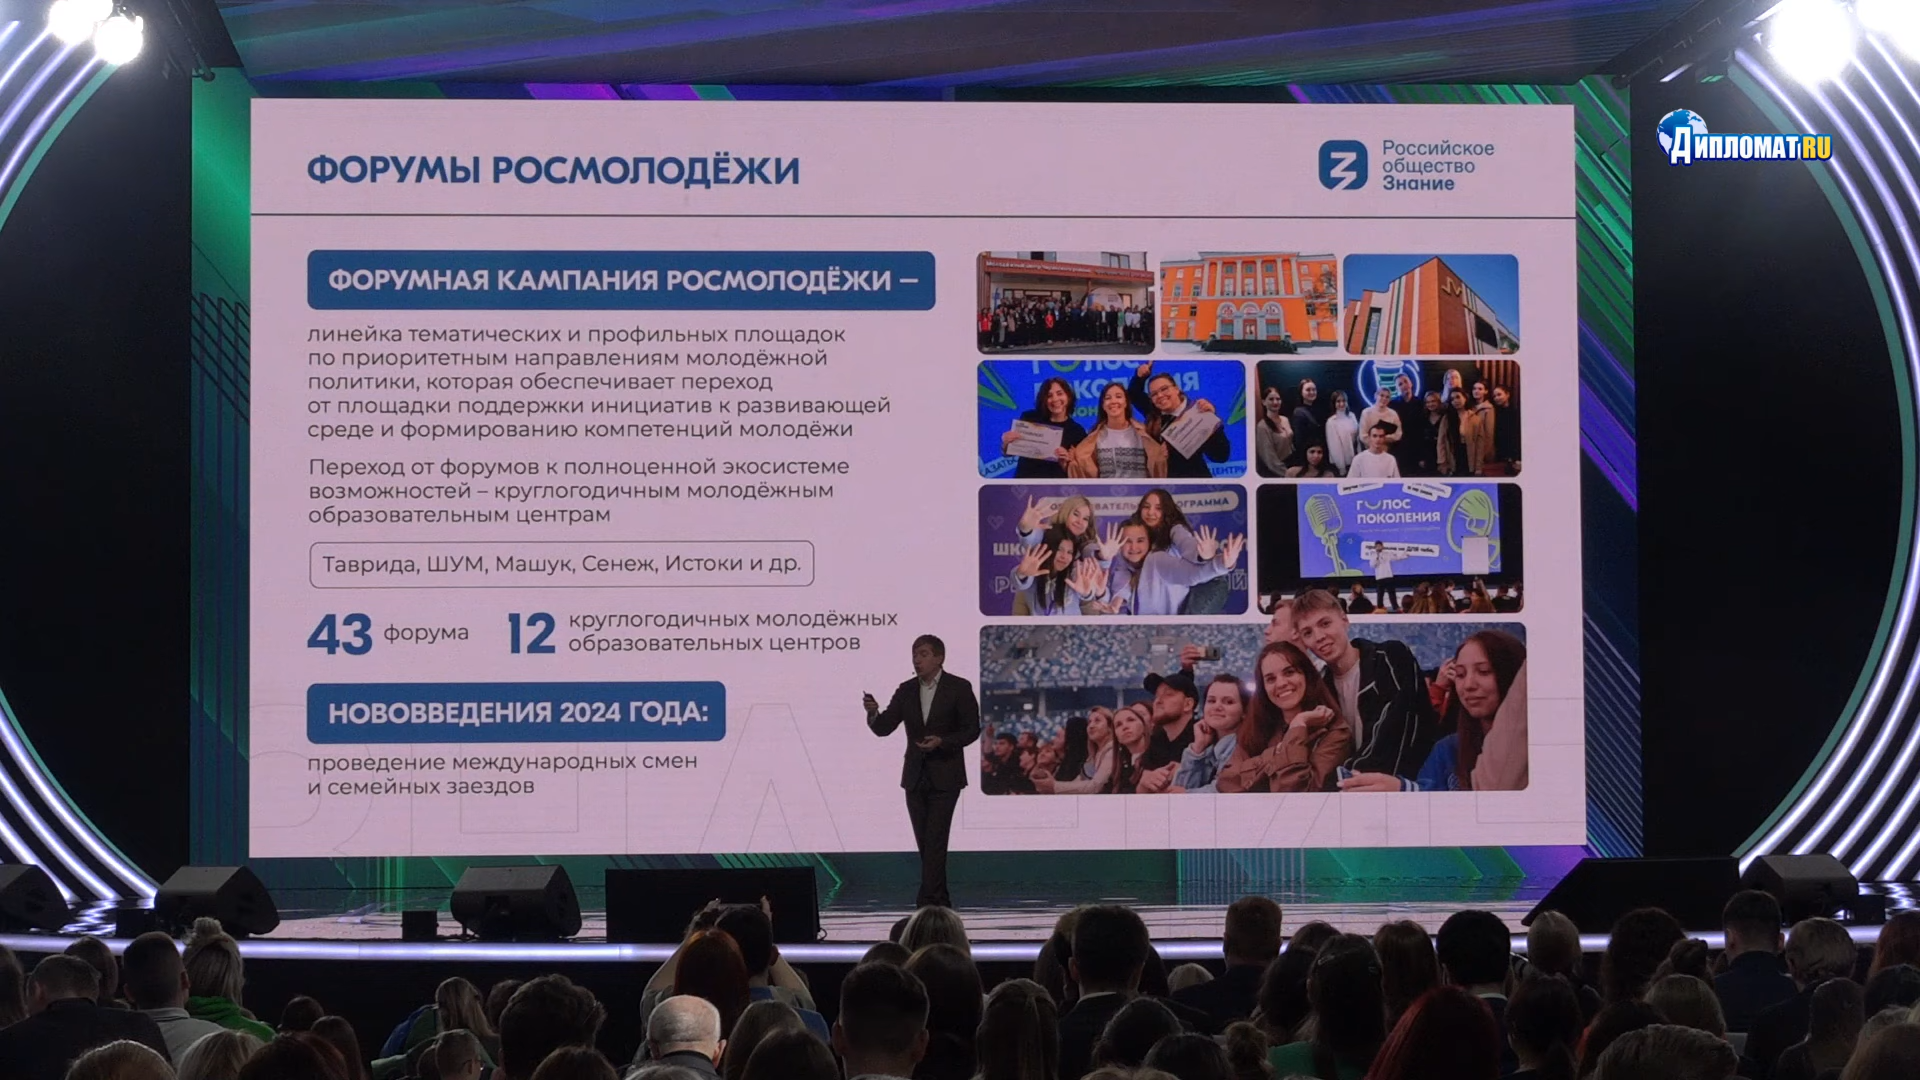 ДИПЛОМАТ RU
ФОРУМЫ РОСМОЛОДЁЖИ
Российское
общество
Знание
ФОРУМНАЯ КАМПАНИЯ РОСМОЛОДЁЖИ –
линейка тематических и профильных площадок
по приоритетным направлениям молодёжной
политики, которая обеспечивает переход
от площадки поддержки инициатив к развивающей
среде и формированию компетенций молодёжи
Переход от форумов к полноценной экосистеме
возможностей – круглогодичным молодёжным
образовательным центрам
Таврида, ШУМ, Машук, Сенеж, Истоки и др.
43 форума
12 круглогодичных молодёжных
образовательных центров
НОВОВВЕДЕНИЯ 2024 ГОДА:
проведение международных смен
и семейных заездов
ГОЛОС
ПОКОЛЕНИЯ